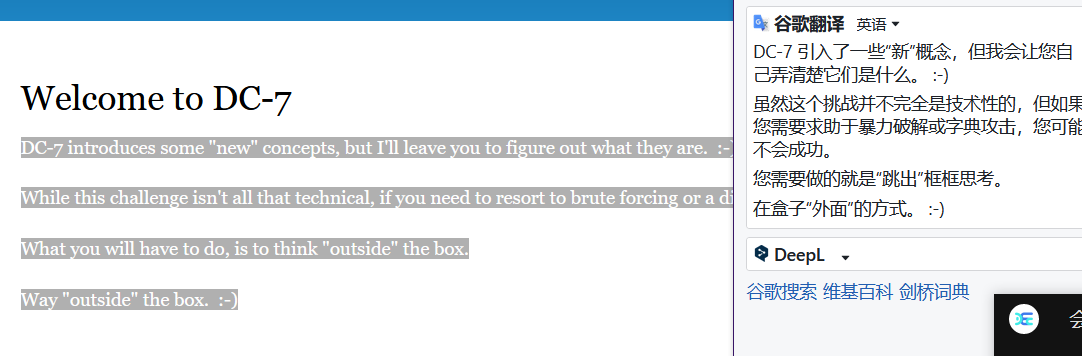 Welcome to DC-7
DC-7 introduces some "new" concepts, but I'll leave you to figure out what they are.  :-)
While this challenge isn't all that technical, if you need to resort to brute forcing or a
What you will have to do, is to think "outside" the box.
Way "outside" the box.  :-)
谷歌翻译 英语
DC-7 引入了一些“新”概念，但我会让您自
己弄清楚它们是什么。 :-)
虽然这个挑战并不完全是技术性的，但如果
您需要求助于暴力破解或字典攻击，您可能
不会成功。
您需要做的就是“跳出”框框思考。
在盒子“外面”的方式。 :-)
DeepL
谷歌搜索 维基百科 剑桥词典
会